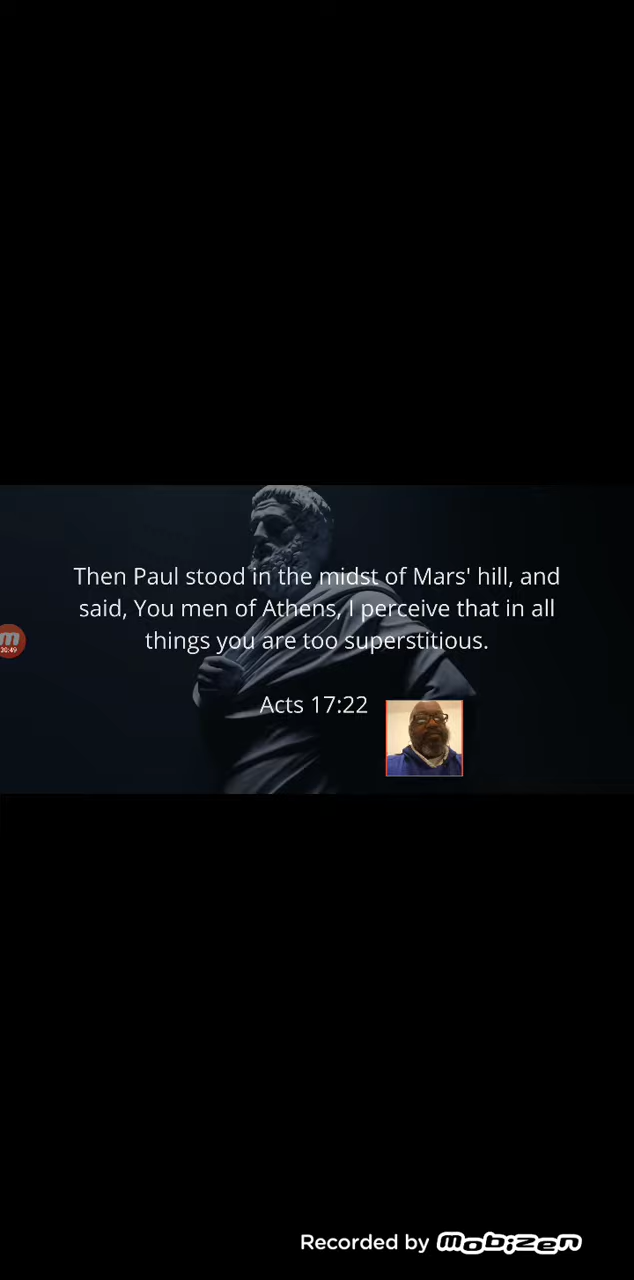 Then Paul stood in the midst of Mars' hill, and
said, You men of Athens, I perceive that in all
things you are too superstitious.
Acts 17:22
Recorded by mobizen